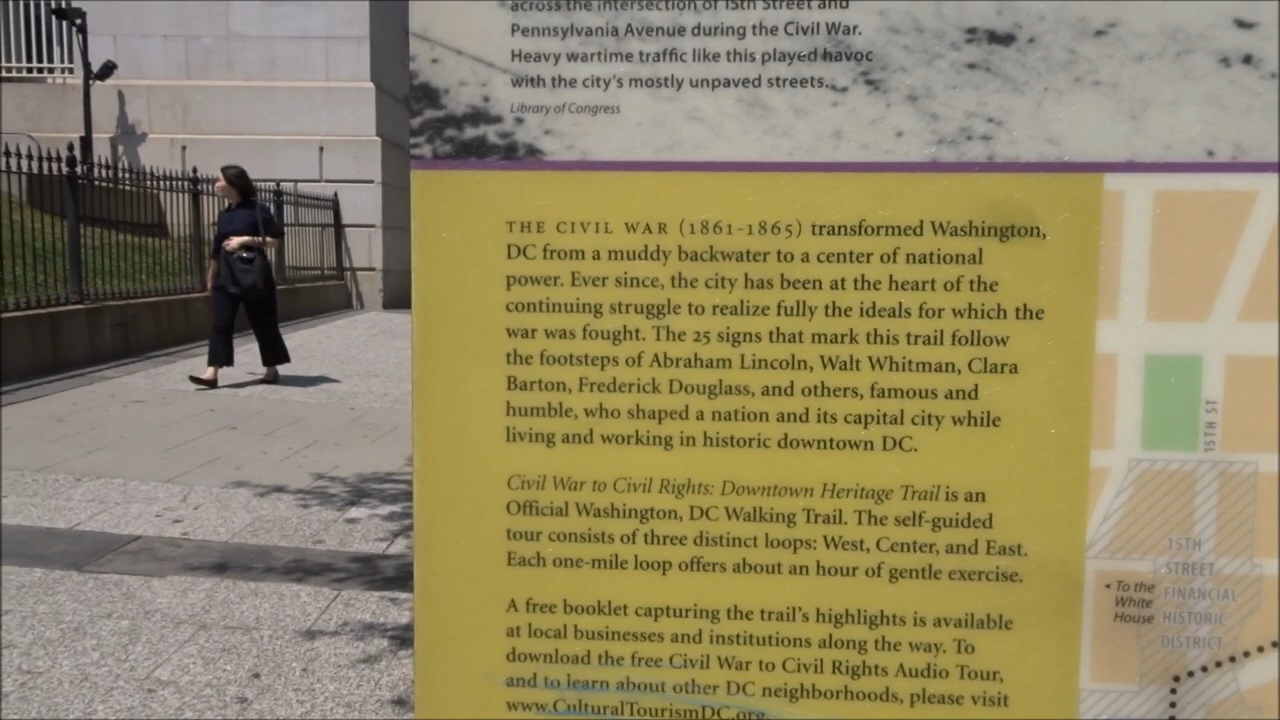 across the intersection of 15th Street and
Pennsylvania Avenue during the Civil War.
Heavy wartime traffic like this played havoc
with the city's mostly unpaved streets.
Library of Congress
THE CIVIL WAR (1861-1865) transformed Washington,
DC from a muddy backwater to a center of national
power. Ever since, the city has been at the heart of the
continuing struggle to realize fully the ideals for which the
war was fought. The 25 signs that mark this trail follow
the footsteps of Abraham Lincoln, Walt Whitman, Clara
Barton, Frederick Douglass, and others, famous and
humble, who shaped a nation and its capital city while
living and working in historic downtown DC.
Civil War to Civil Rights: Downtown Heritage Trail is an
Official Washington, DC Walking Trail. The self-guided
tour consists of three distinct loops: West, Center, and East.
Each one-mile loop offers about an hour of gentle exercise.
A free booklet capturing the trail's highlights is available
at local businesses and institutions along the way. To
download the free Civil War to Civil Rights Audio Tour,
and to learn about other DC neighborhoods, please visit
www.CulturalTourismDC.org.
15TH ST
15TH
STREET
FINANCIAL
HISTORIC
DISTRICT
To the
White
House